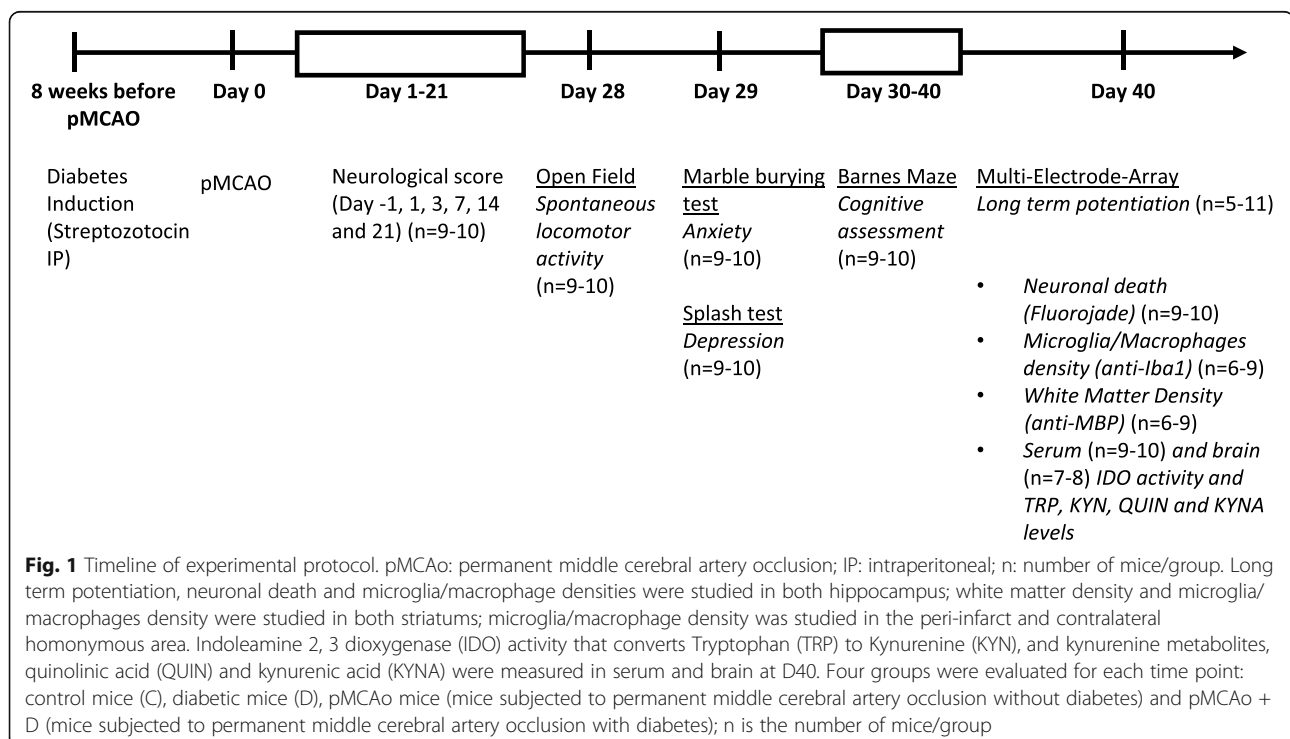 8 weeks before
pMCAO
Day 0
Day 1-21
Day 28
Day 29
Day 30-40
Day 40
Diabetes
Induction
(Streptozotocin
IP)
pMCAO
Neurological score
(Day -1, 1, 3, 7, 14
and 21) (n=9-10)
Open Field
Spontaneous
locomotor
activity
(n=9-10)
Marble burying
test
Anxiety
(n=9-10)
Splash test
Depression
(n=9-10)
Barnes Maze
Cognitive
assessment
(n=9-10)
Multi-Electrode-Array
Long term potentiation (n=5-11)
• Neuronal death
(Fluorojade) (n=9-10)
• Microglia/Macrophages
density (anti-Iba1) (n=6-9)
• White Matter Density
(anti-MBP) (n=6-9)
• Serum (n=9-10) and brain
(n=7-8) IDO activity and
TRP, KYN, QUIN and KYNA
levels
Fig. 1 Timeline of experimental protocol. pMCAo: permanent middle cerebral artery occlusion; IP: intraperitoneal; n: number of mice/group. Long
term potentiation, neuronal death and microglia/macrophage densities were studied in both hippocampus; white matter density and microglia/
macrophages density were studied in both striatums; microglia/macrophage density was studied in the peri-infarct and contralateral
homonymous area. Indoleamine 2, 3 dioxygenase (IDO) activity that converts Tryptophan (TRP) to Kynurenine (KYN), and kynurenine metabolites,
quinolinic acid (QUIN) and kynurenic acid (KYNA) were measured in serum and brain at D40. Four groups were evaluated for each time point:
control mice (C), diabetic mice (D), pMCAo mice (mice subjected to permanent middle cerebral artery occlusion without diabetes) and pMCAo +
D (mice subjected to permanent middle cerebral artery occlusion with diabetes); n is the number of mice/group